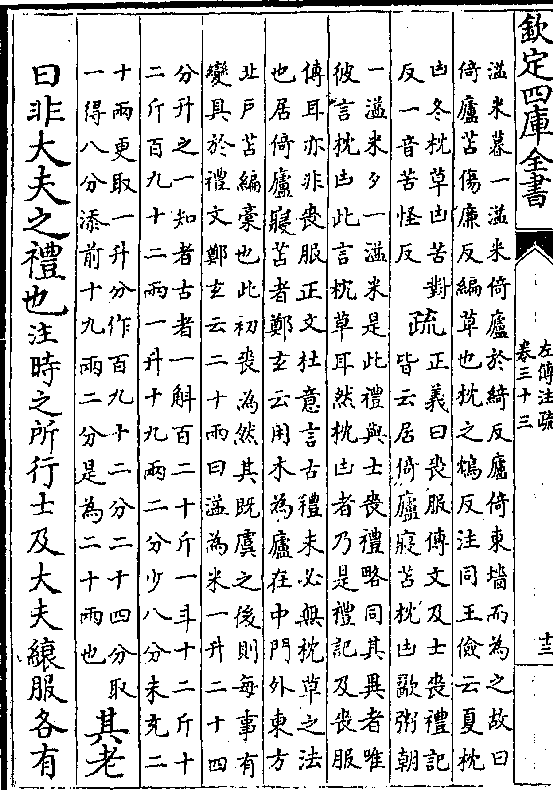 欽定四庫全書
左傳注疏
卷三十三
十三
溢米暮一溢米倚廬於綺反廬倚東墻而為之故曰
倚廬苫傷廉反編草也枕之鴆反注同王儉云夏枕
凷冬枕草凷苦對
反一音苦怪反
疏
正義曰喪服傳文及士喪禮記
皆云居倚廬寢苫枕凷歠粥朝
一溢米夕一溢米是此禮與士喪禮略同其異者唯
彼言枕凷此言枕草耳然枕凷者乃是禮記及喪服
傳耳亦非喪服正文杜意言古禮未必無枕草之法
也居倚廬寢苫者鄭玄云用木為廬在中門外東方
北戶苫編藁也此初喪為然其既虞之後則每事有
變具於禮文鄭玄云二十兩曰溢為米一升二十四
分升之一知者古者一斛百二十斤一斗十二斤十
二斤百九十二兩一升十九兩二分少八分未充二
十兩更取一升分作百九十二分二十四分取
一得八分添前十九兩二分是為二十兩也
其老
曰非大夫之禮也注時之所行士及大夫縗服各有